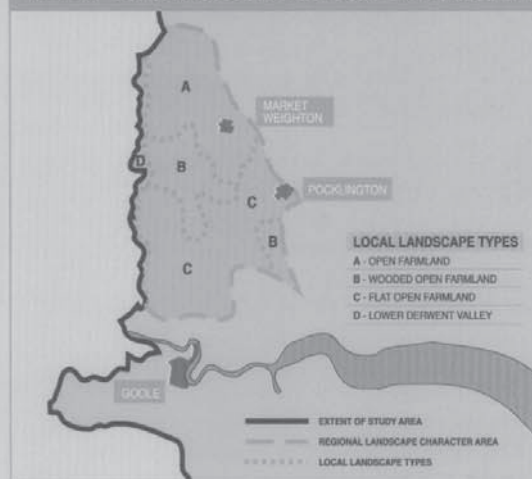 A
MARKET
WEIGHTON
D
B
POCKLINGTON
C
B
C
LOCAL LANDSCAPE TYPES
A - OPEN FARMLAND
B - WOODED OPEN FARMLAND
C - FLAT OPEN FARMLAND
D - LOWER DERWENT VALLEY
GOOLE
EXTENT OF STUDY AREA
REGIONAL LANDSCAPE CHARACTER AREA
LOCAL LANDSCAPE TYPES